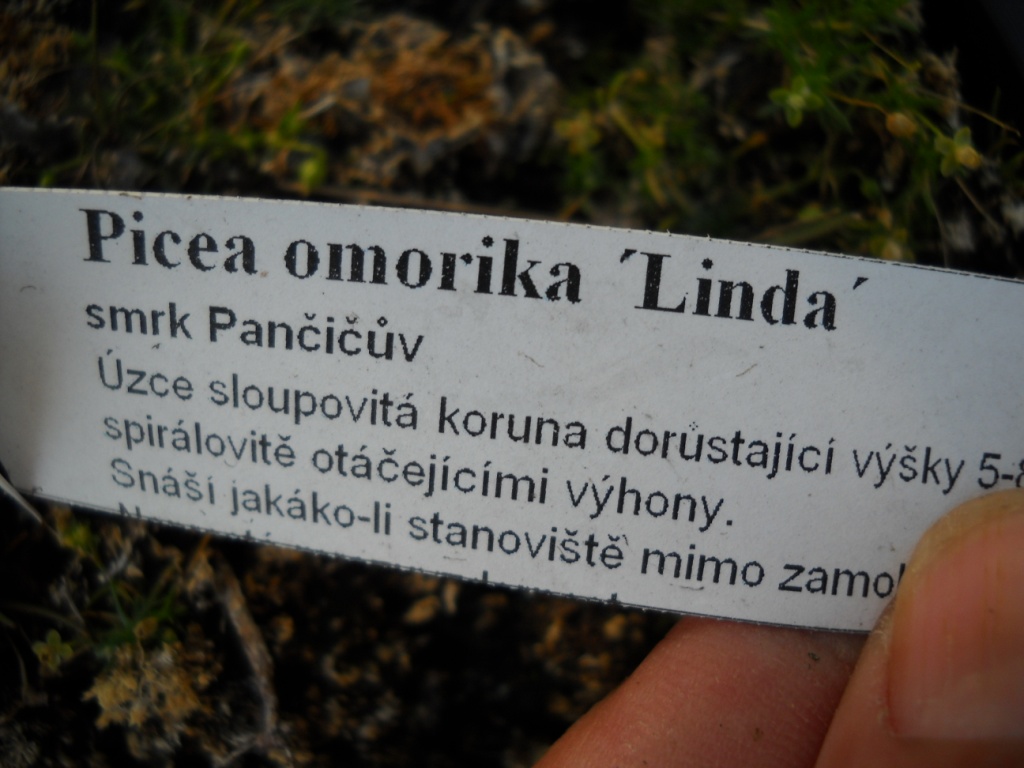 Picea omorika ´Linda´
smrk Pančičův
Úzce sloupovitá koruna dorůstající výšky 5-8
spirálovitě otáčejícími výhony.
Snáší jakáko-li stanoviště mimo